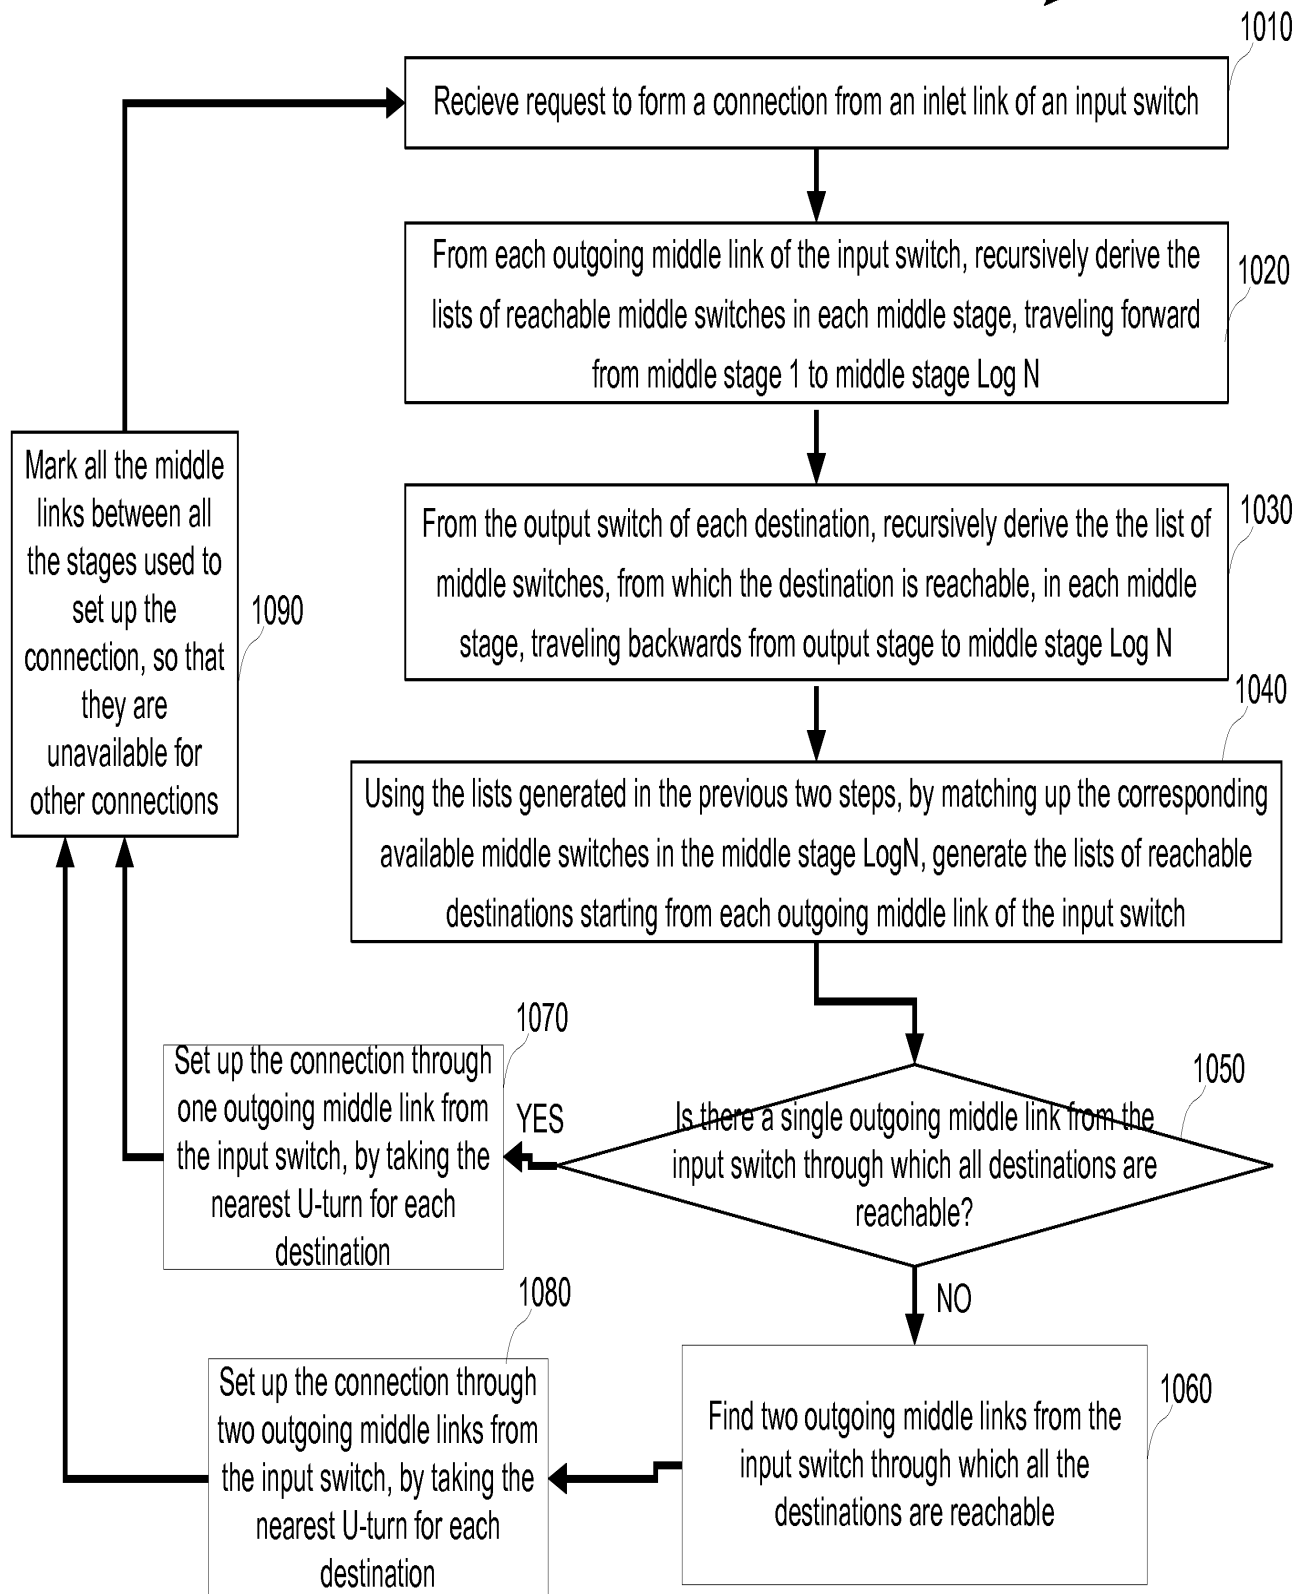 1010
Recieve request to form a connection from an inlet link of an input switch
From each outgoing middle link of the input switch, recursively derive the
lists of reachable middle switches in each middle stage, traveling forward
from middle stage 1 to middle stage Log N
1020
From the output switch of each destination, recursively derive the the list of
middle switches, from which the destination is reachable, in each middle
stage, traveling backwards from output stage to middle stage Log N
1030
Mark all the middle
links between all
the stages used to
set up the
connection, so that
they are
unavailable for
other connections
1090
1040
Using the lists generated in the previous two steps, by matching up the corresponding
available middle switches in the middle stage LogN, generate the lists of reachable
destinations starting from each outgoing middle link of the input switch
1050
Is there a single outgoing middle link from the
input switch through which all destinations are
reachable?
YES
1070
Set up the connection through
one outgoing middle link from
the input switch, by taking the
nearest U-turn for each
destination
NO
1060
Find two outgoing middle links from the
input switch through which all the
destinations are reachable
1080
Set up the connection through
two outgoing middle links from
the input switch, by taking the
nearest U-turn for each
destination